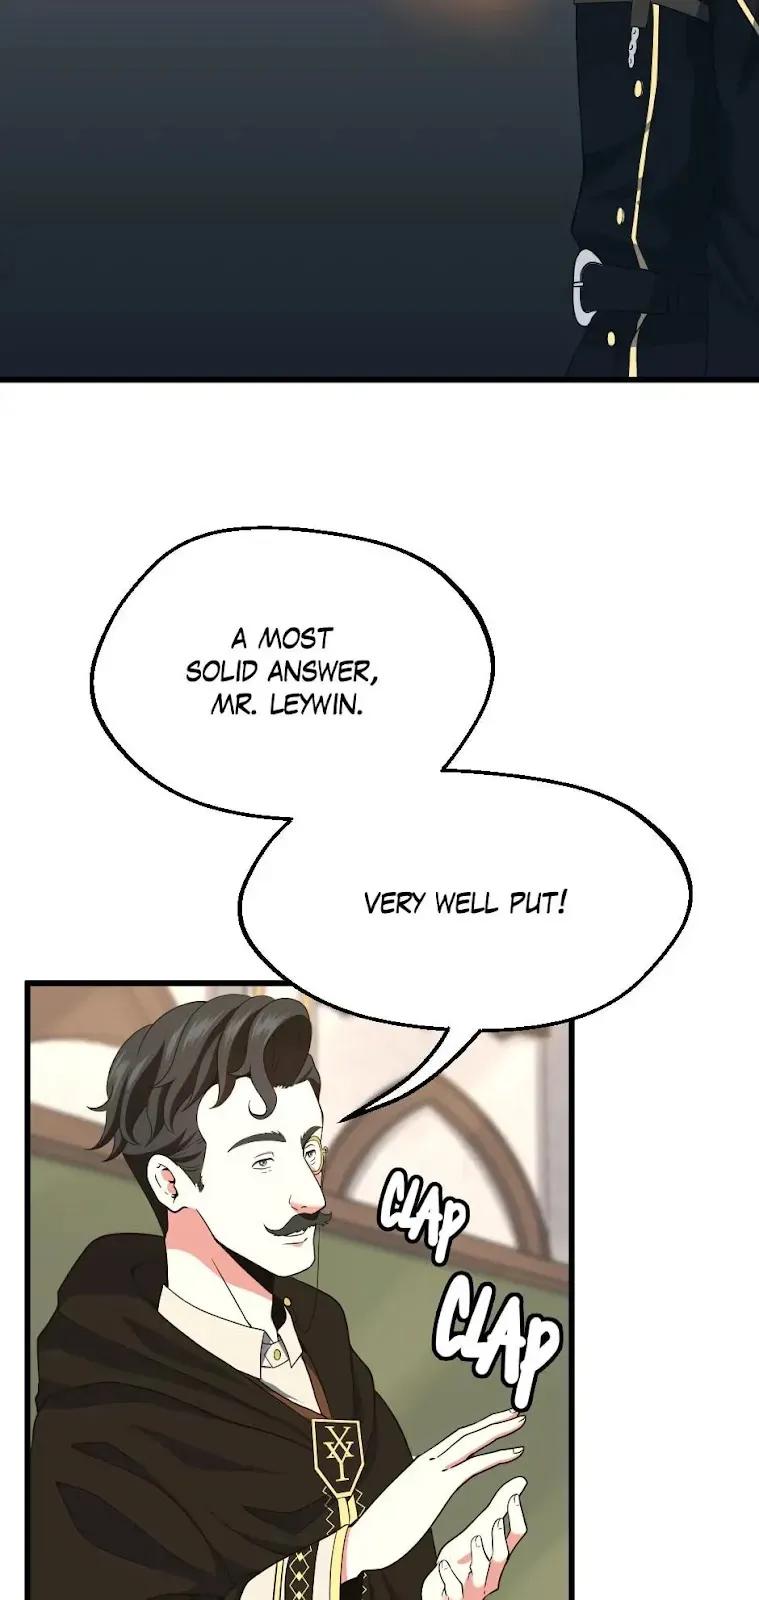 A MOST
SOLID ANSWER,
MR. LEYWIN.
VERY WELL PUT!
CLAP
CLAP